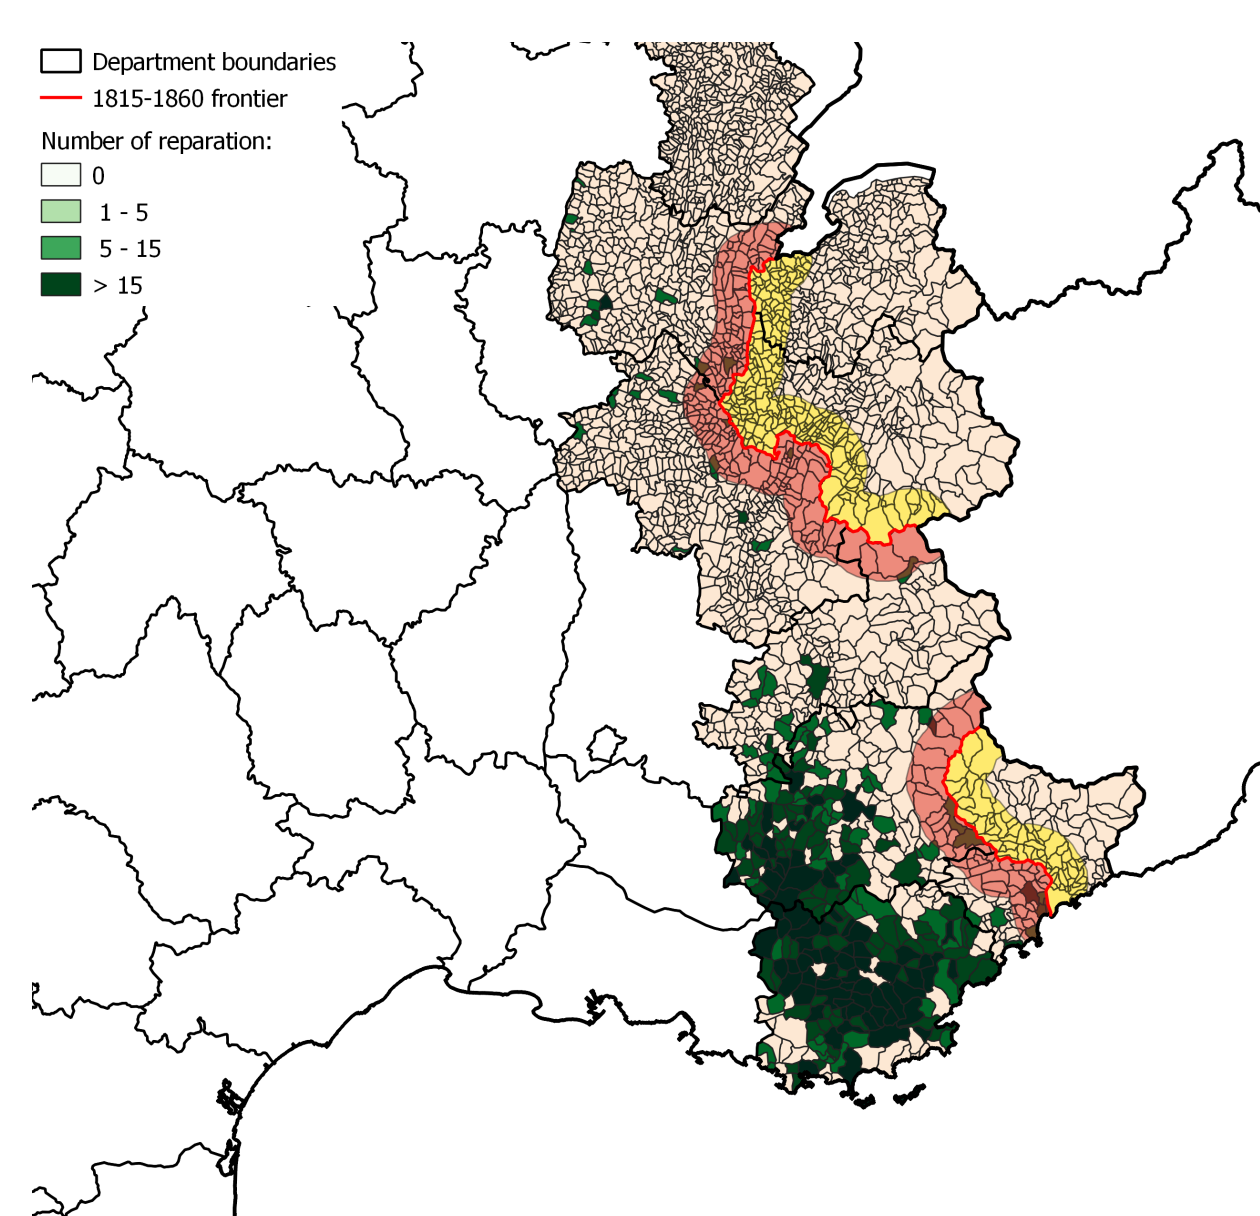 Department boundaries
1815-1860 frontier
Number of reparation:
0
1 - 5
5 - 15
> 15